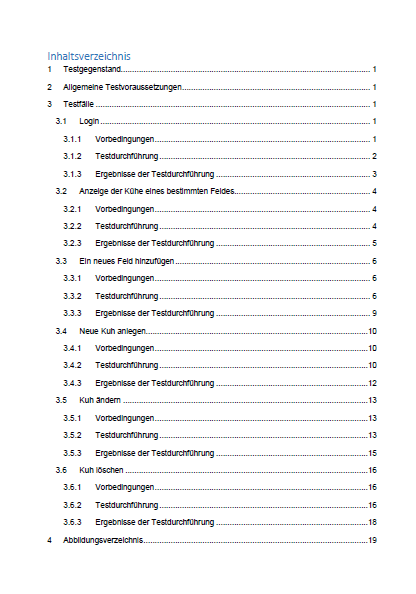 Inhaltsverzeichnis
1 Testgegenstand 1
2 Allgemeine Testvoraussetzungen 1
3 Testfälle 1
3.1 Login 1
3.1.1 Vorbedingungen 1
3.1.2 Testdurchführung 2
3.1.3 Ergebnisse der Testdurchführung 3
3.2 Anzeige der Kühe eines bestimmten Feldes 4
3.2.1 Vorbedingungen 4
3.2.2 Testdurchführung 4
3.2.3 Ergebnisse der Testdurchführung 5
3.3 Ein neues Feld hinzufügen 6
3.3.1 Vorbedingungen 6
3.3.2 Testdurchführung 6
3.3.3 Ergebnisse der Testdurchführung 9
3.4 Neue Kuh anlegen 10
3.4.1 Vorbedingungen 10
3.4.2 Testdurchführung 10
3.4.3 Ergebnisse der Testdurchführung 12
3.5 Kuh ändern 13
3.5.1 Vorbedingungen 13
3.5.2 Testdurchführung 13
3.5.3 Ergebnisse der Testdurchführung 15
3.6 Kuh löschen 16
3.6.1 Vorbedingungen 16
3.6.2 Testdurchführung 16
3.6.3 Ergebnisse der Testdurchführung 18
4 Abbildungsverzeichnis 19